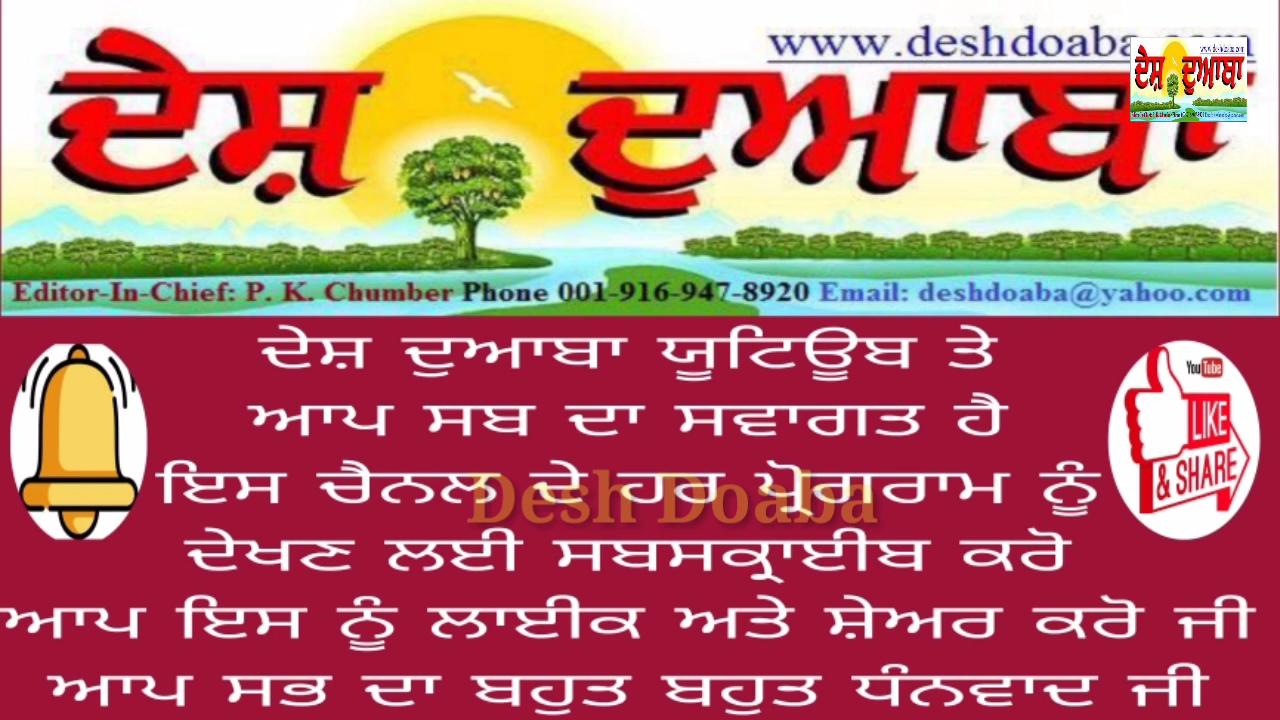 www.deshdoaba.com
ਦੇਸ਼ ਦੁਆਬਾ
Editor-In-Chief: P. K. Chumber Phone 001-916-947-8920 Email: deshdoaba@yahoo.com
ਦੇਸ਼ ਦੁਆਬਾ
ਦੇਸ਼ ਦੁਆਬਾ ਯੂਟਿਊਬ ਤੇ
ਆਪ ਸਬ ਦਾ ਸਵਾਗਤ ਹੈ
ਇਸ ਚੈਨਲ ਦੇ ਹਰ ਪ੍ਰੋਗਰਾਮ ਨੂੰ
Desh Doaba
ਦੇਖਣ ਲਈ ਸਬਸਕ੍ਰਾਈਬ ਕਰੋ
ਆਪ ਇਸ ਨੂੰ ਲਾਈਕ ਅਤੇ ਸ਼ੇਅਰ ਕਰੋ ਜੀ
ਆਪ ਸਭ ਦਾ ਬਹੁਤ ਬਹੁਤ ਧੰਨਵਾਦ ਜੀ
YouTube
LIKE
& SHARE